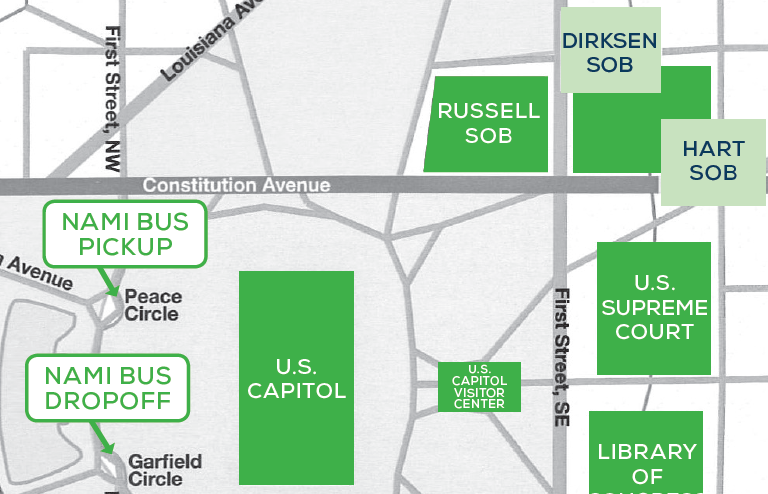 First Street, NW
Louisiana Ave
DIRKSEN
SOB
RUSSELL
SOB
HART
SOB
Constitution Avenue
NAMI BUS
PICKUP
Avenue
Peace
Circle
U.S.
SUPREME
COURT
First Street, SE
U.S.
CAPITOL
U.S.
CAPITOL
VISITOR
CENTER
NAMI BUS
DROPOFF
Garfield
Circle
LIBRARY
OF